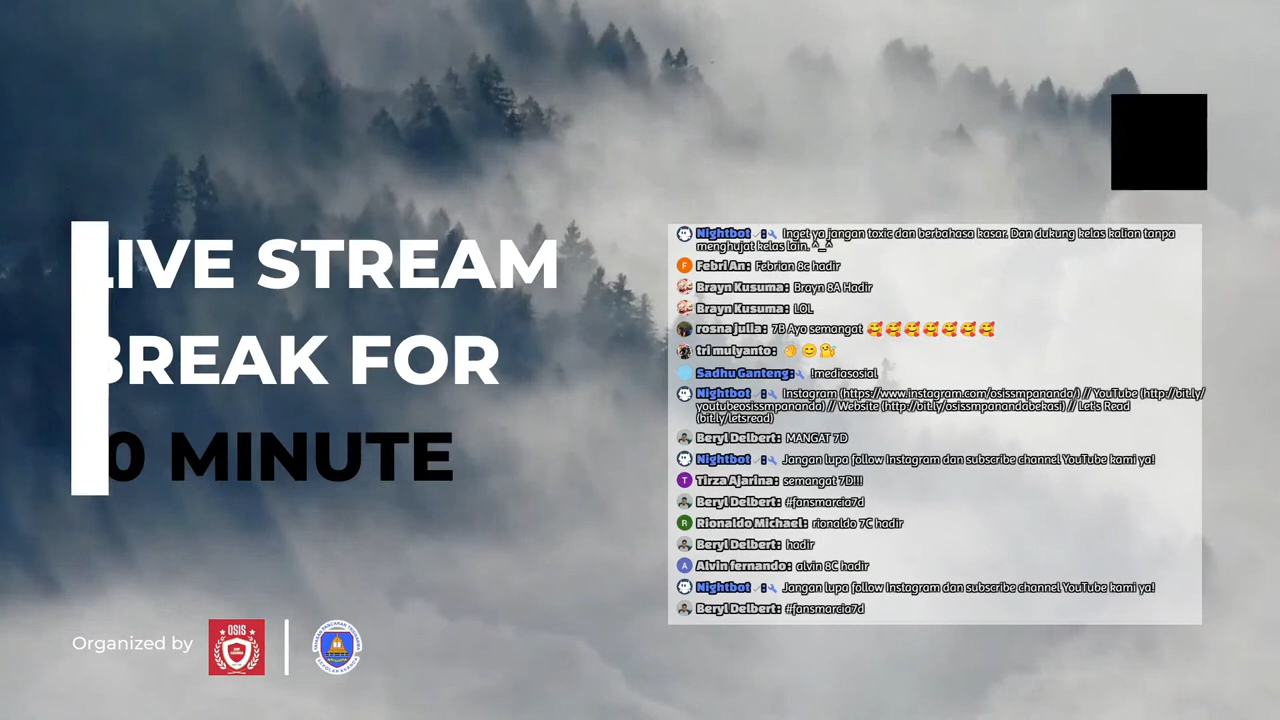 LIVE STREAM
BREAK FOR
0 MINUTE
Organized by
OSIS
Nightbot : Inget ya jangan toxic dan berbahasa kasar. Dan dukung kelas kalian tanpa
menghujat kelas lain. ^_^
F Febri An: Febrian 8c hadir
Brayn Kusuma: Brayn 8A Hadir
Brayn Kusuma: LOL
rosna julia: 7B Ayo semangat 🥰🥰🥰🥰🥰🥰🥰
tri mulyanto: 👏😊🤗
Sadhu Ganteng: !mediasosial
Nightbot : Instagram (https://www.instagram.com/osissmpananda/) // YouTube (http://bit.ly/
youtubeosissmpananda) // Website (http://bit.ly/osissmpanandabekasi) // Let's Read
(bit.ly/letsread)
Beryl Delbert: MANGAT 7D
Nightbot : Jangan lupa follow Instagram dan subscribe channel YouTube kami ya!
T Tirza Ajarina: semangat 7D!!!
Beryl Delbert: #fansmarcia7d
R Rionaldo Michael: rionaldo 7C hadir
Beryl Delbert: hadir
A Alvin fernando: alvin 8C hadir
Nightbot : Jangan lupa follow Instagram dan subscribe channel YouTube kami ya!
Beryl Delbert: #fansmarcia7d